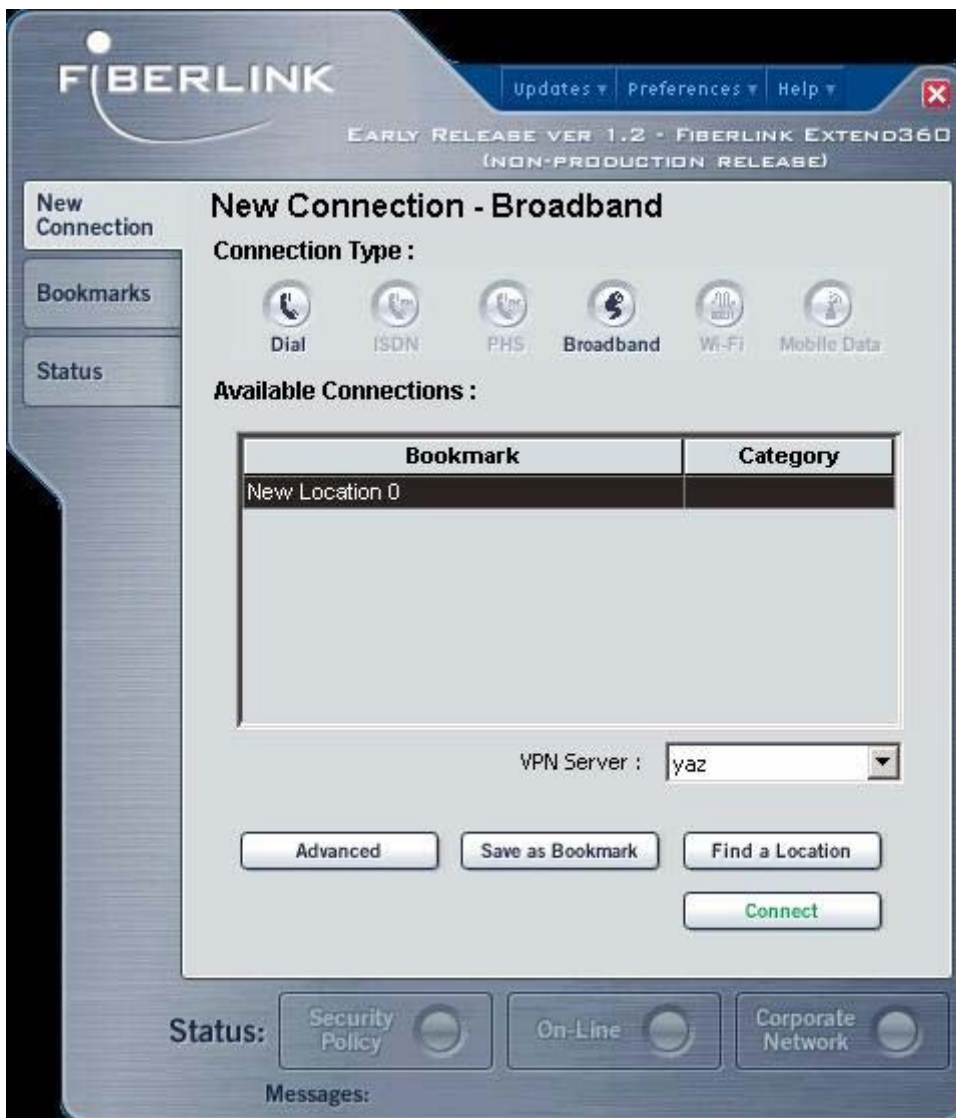 FIBERLINK
Updates Preferences Help
EARLY RELEASE VER 1.2 - FIBERLINK EXTEND360
(NON-PRODUCTION RELEASE)
New
Connection
Bookmarks
Status
New Connection - Broadband
Connection Type :
Dial ISDN PHS Broadband Wi-Fi Mobile Data
Available Connections :
Bookmark Category
New Location 0
VPN Server : yaz
Advanced Save as Bookmark Find a Location
Connect
Status: Security Policy On-Line Corporate Network
Messages: